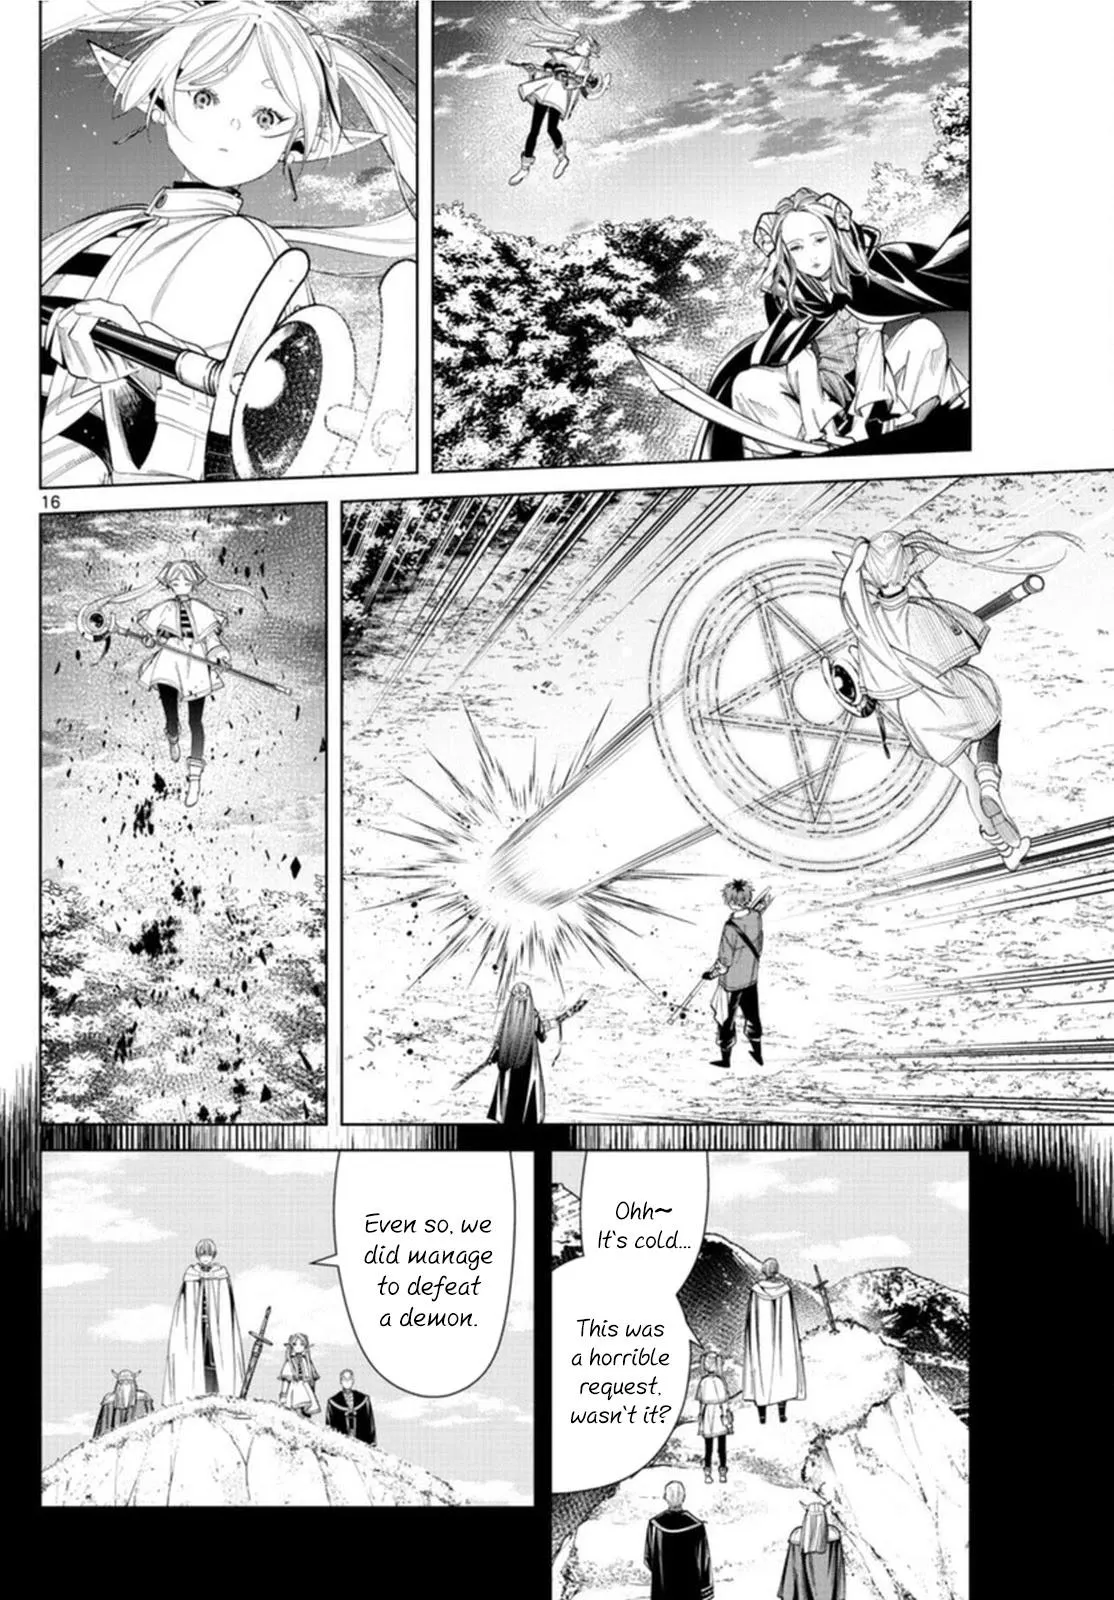 16
Ohh~
It's cold...
This was
a horrible
request,
wasn't it?
Even so, we
did manage
to defeat
a demon.